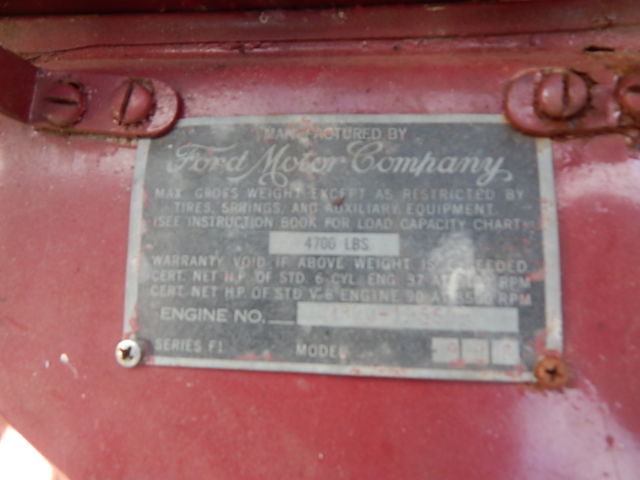 MANUFACTURED BY
Ford Motor Company
MAX. GROSS WEIGHT EXCEPT AS RESTRICTED BY
TIRES, SPRINGS, AND AUXILIARY EQUIPMENT.
(SEE INSTRUCTION BOOK FOR LOAD CAPACITY CHART)
4700 LBS.
WARRANTY VOID IF ABOVE WEIGHT IS EXCEEDED
CERT. NET H.P. OF STD. 6-CYL. ENG. 97 AT RPM
CERT. NET H.P. OF STD. V-8 ENGINE 90 AT RPM
ENGINE NO.
SERIES F1 MODEL